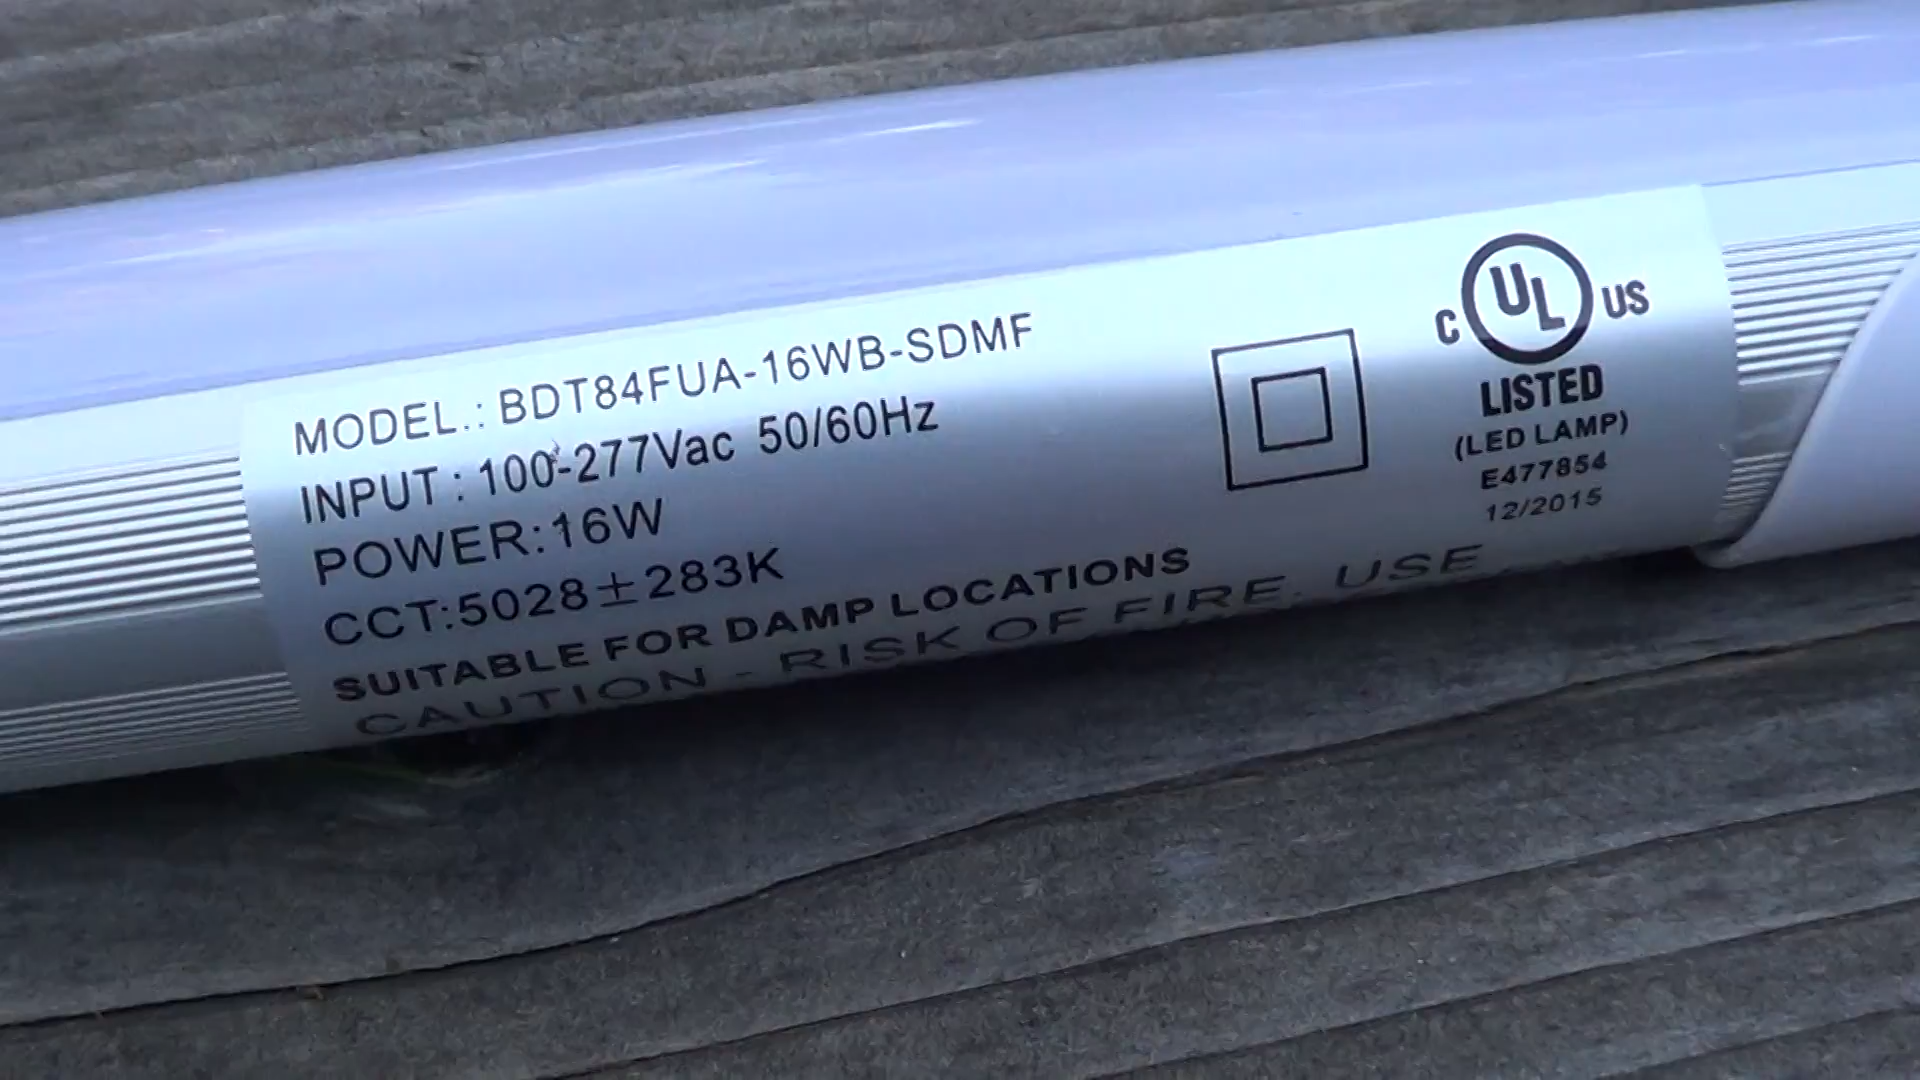 MODEL.: BDT84FUA-16WB-SDMF
INPUT : 100-277Vac 50/60Hz
POWER:16W
CCT:5028±283K
SUITABLE FOR DAMP LOCATIONS
CAUTION - RISK OF FIRE. USE
C UL US
LISTED
(LED LAMP)
E477854
12/2015